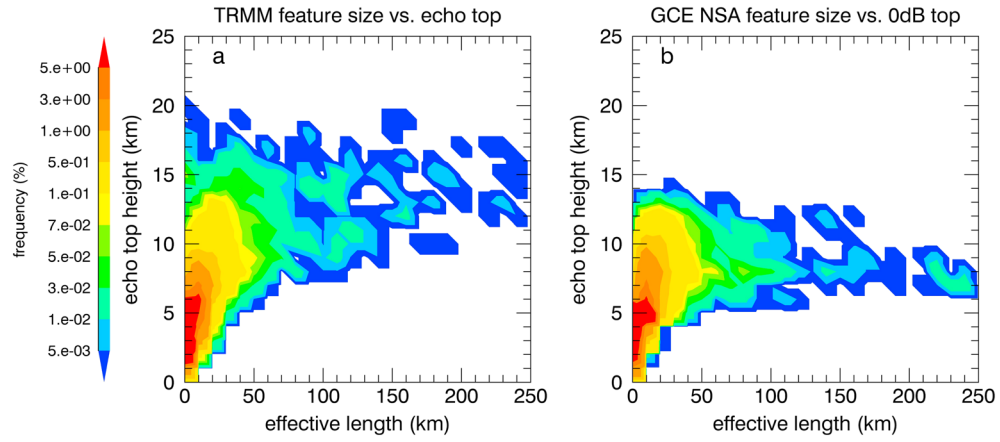 TRMM feature size vs. echo top
GCE NSA feature size vs. 0dB top
frequency (%)
5.e+00
3.e+00
1.e+00
5.e-01
1.e-01
7.e-02
5.e-02
3.e-02
1.e-02
5.e-03
echo top height (km)
25
20
15
10
5
0
a
0 50 100 150 200 250
effective length (km)
echo top height (km)
25
20
15
10
5
0
b
0 50 100 150 200 250
effective length (km)